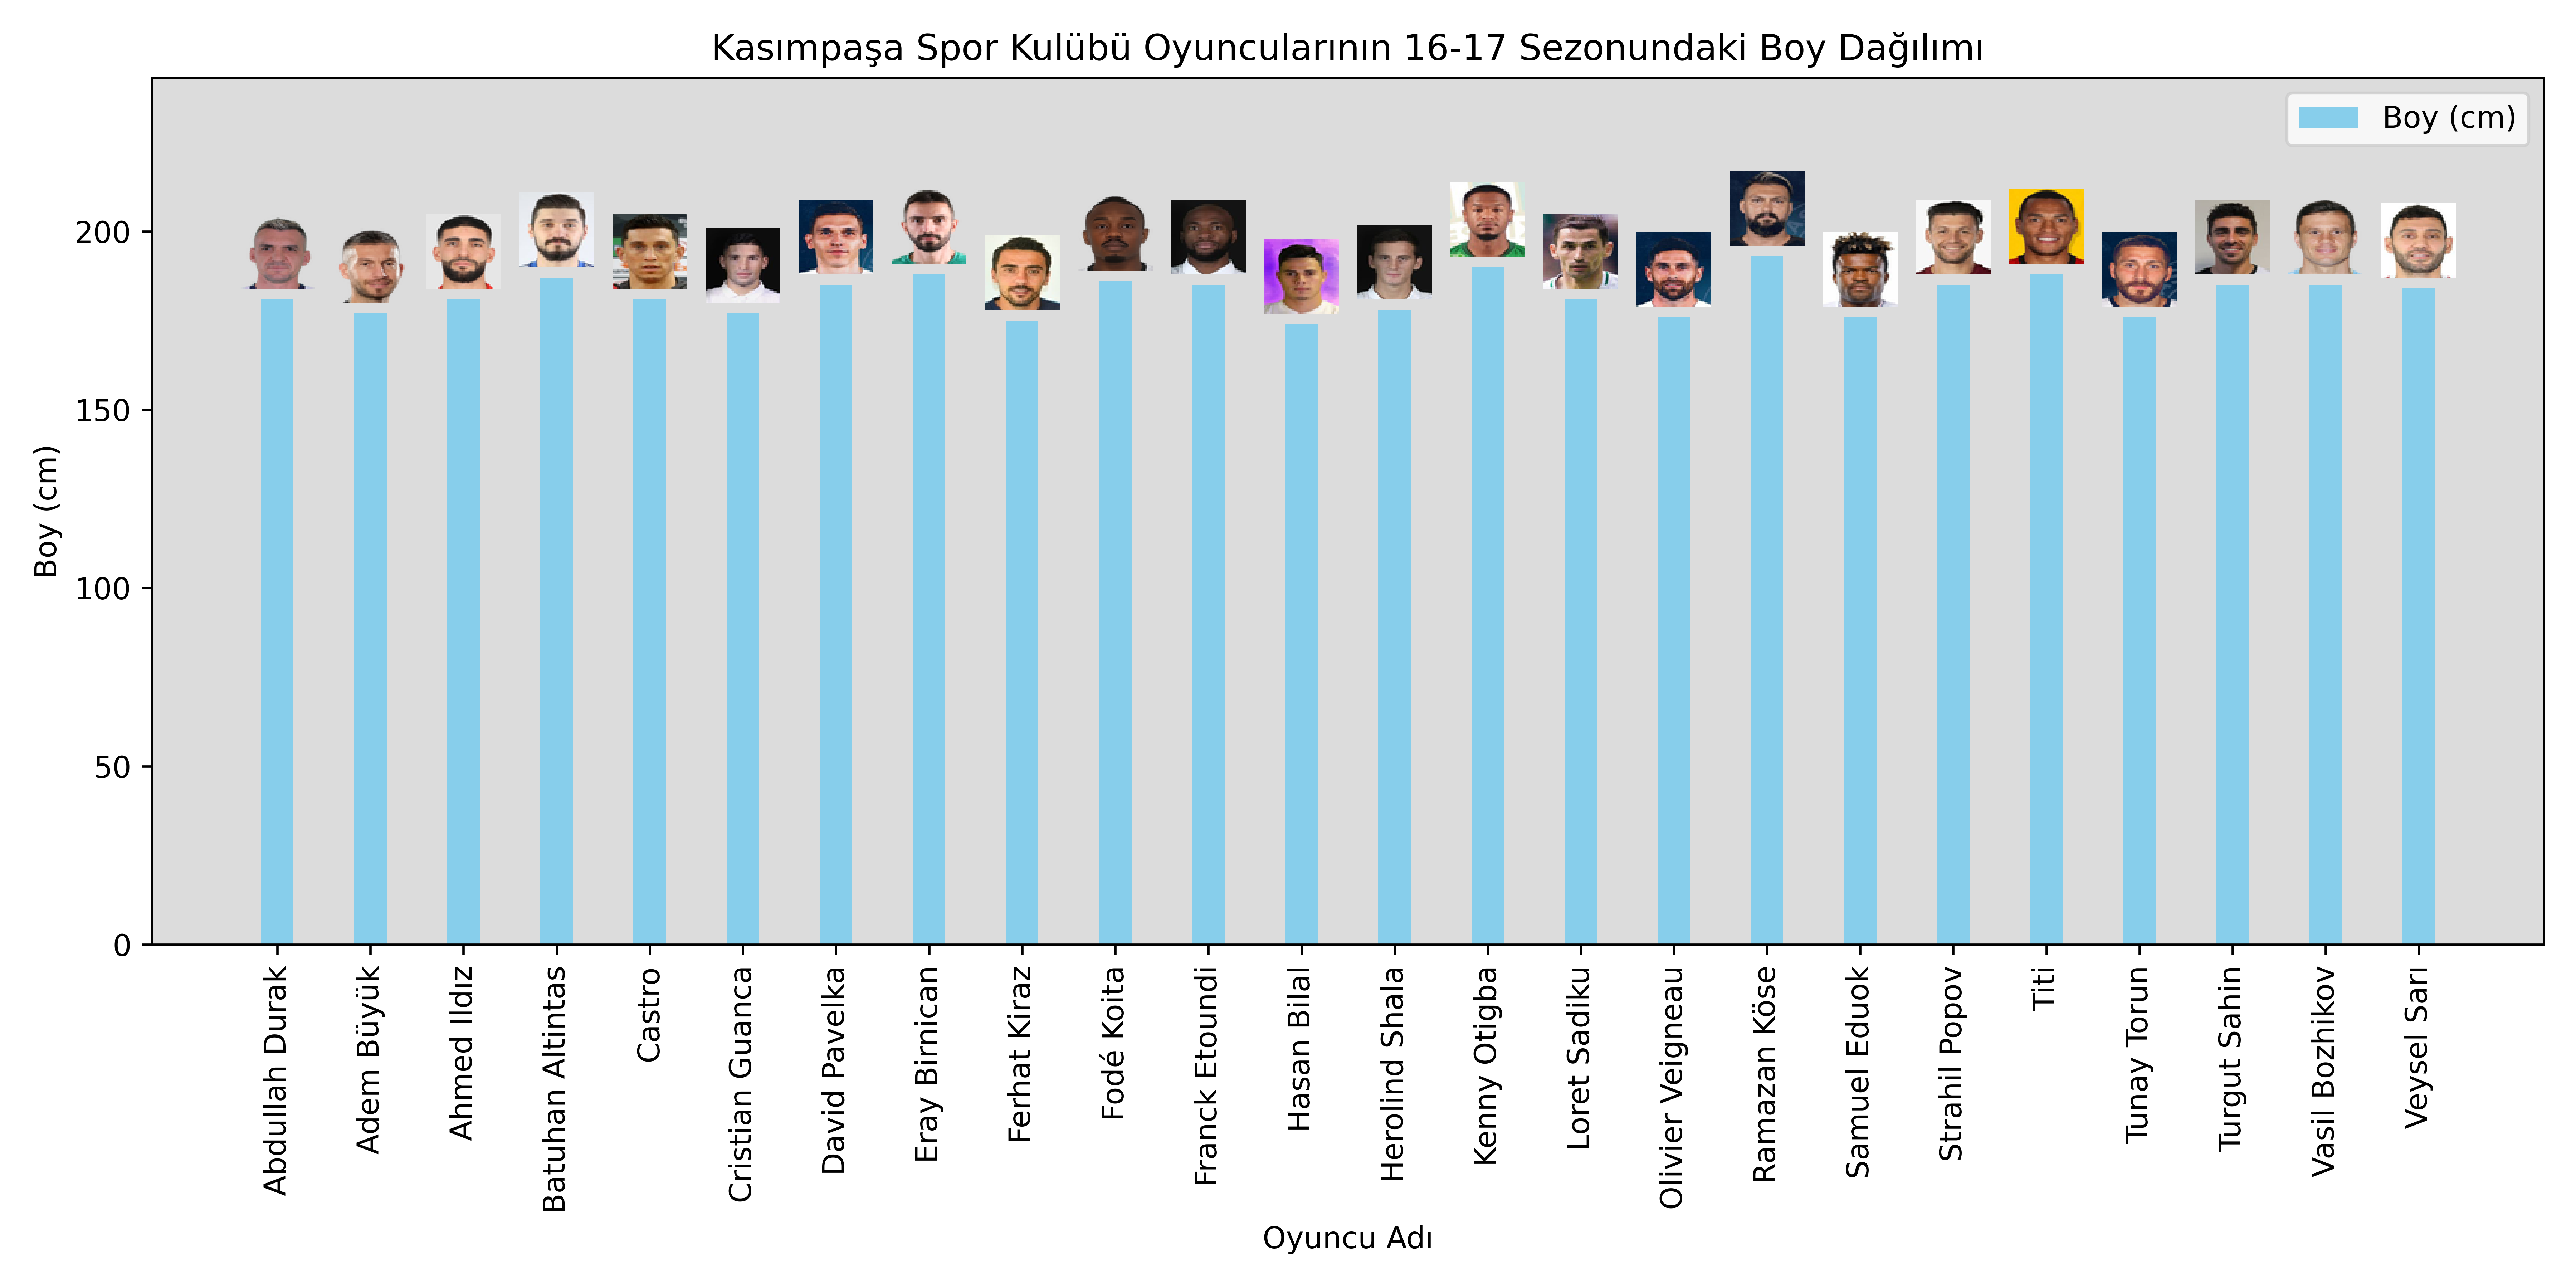 Kasımpaşa Spor Kulübü Oyuncularının 16-17 Sezonundaki Boy Dağılımı
Boy (cm)
Boy (cm)
200
150
100
50
0
Abdullah Durak
Adem Büyük
Ahmed Ildız
Batuhan Altintas
Castro
Cristian Guanca
David Pavelka
Eray Birnican
Ferhat Kiraz
Fodé Koita
Franck Etoundi
Hasan Bilal
Herolind Shala
Kenny Otigba
Loret Sadiku
Olivier Veigneau
Ramazan Köse
Samuel Eduok
Strahil Popov
Titi
Tunay Torun
Turgut Sahin
Vasil Bozhikov
Veysel Sarı
Oyuncu Adı